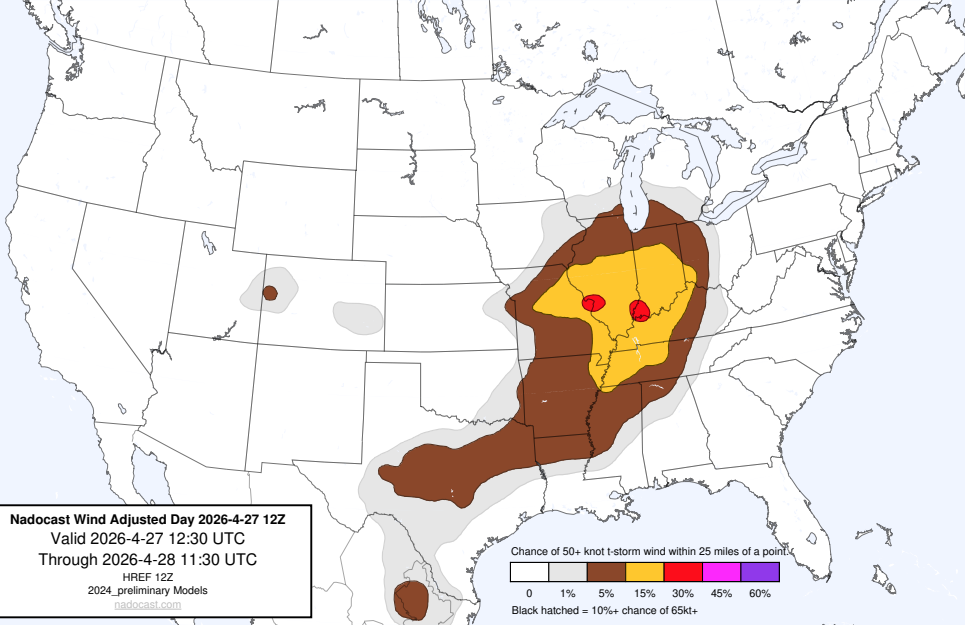 Nadocast Wind Adjusted Day 2026-4-27 12Z
Valid 2026-4-27 12:30 UTC
Through 2026-4-28 11:30 UTC
HREF 12Z
2024_preliminary Models
nadocast.com
Chance of 50+ knot t-storm wind within 25 miles of a point.
0 1% 5% 15% 30% 45% 60%
Black hatched = 10%+ chance of 65kt+